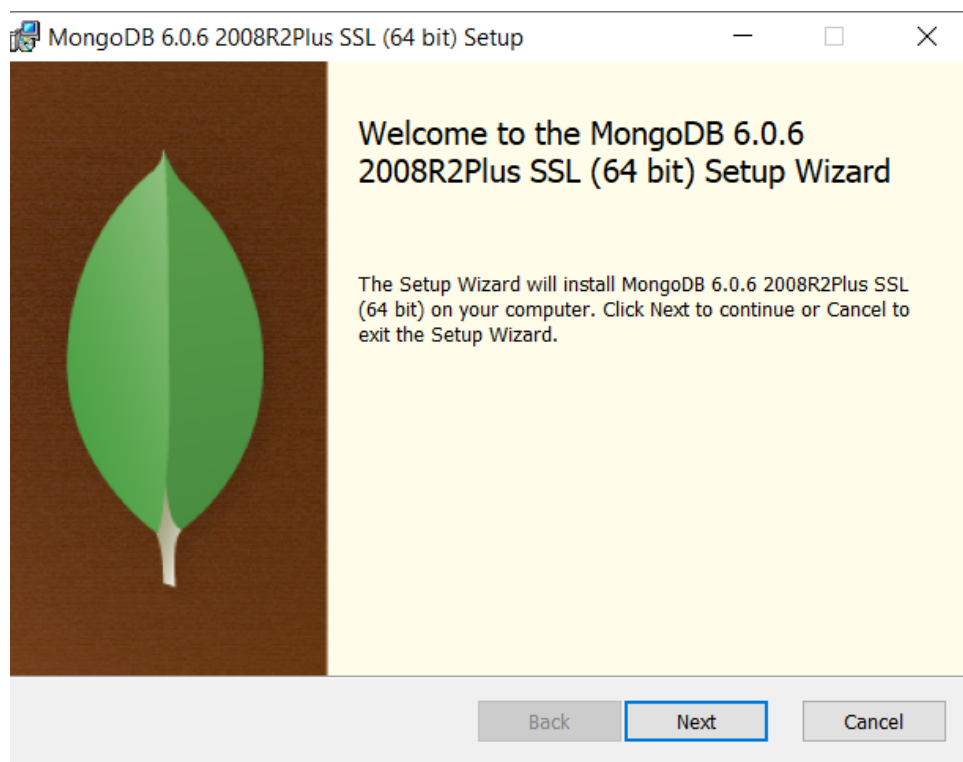 MongoDB 6.0.6 2008R2Plus SSL (64 bit) Setup
Welcome to the MongoDB 6.0.6
2008R2Plus SSL (64 bit) Setup Wizard
The Setup Wizard will install MongoDB 6.0.6 2008R2Plus SSL
(64 bit) on your computer. Click Next to continue or Cancel to
exit the Setup Wizard.
Back Next Cancel